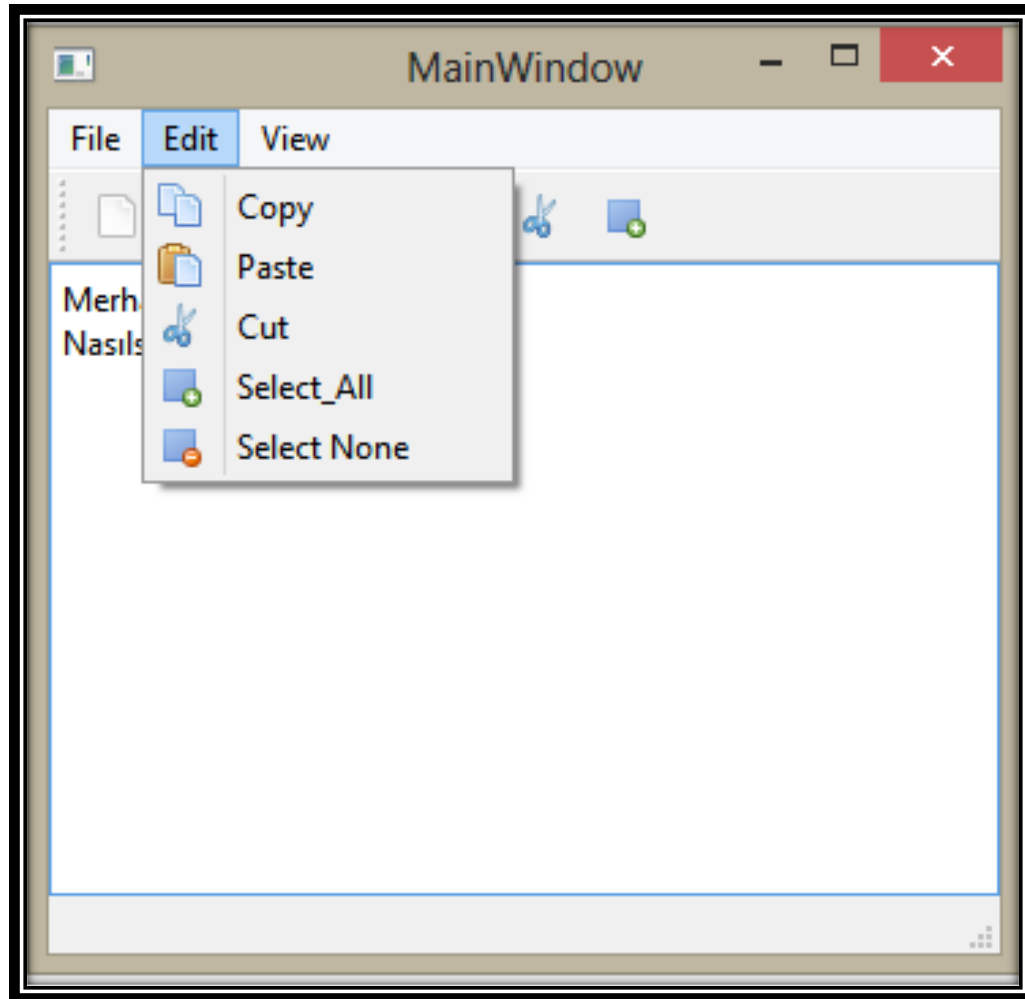 MainWindow
File Edit View
Copy
Paste
Cut
Select_All
Select None